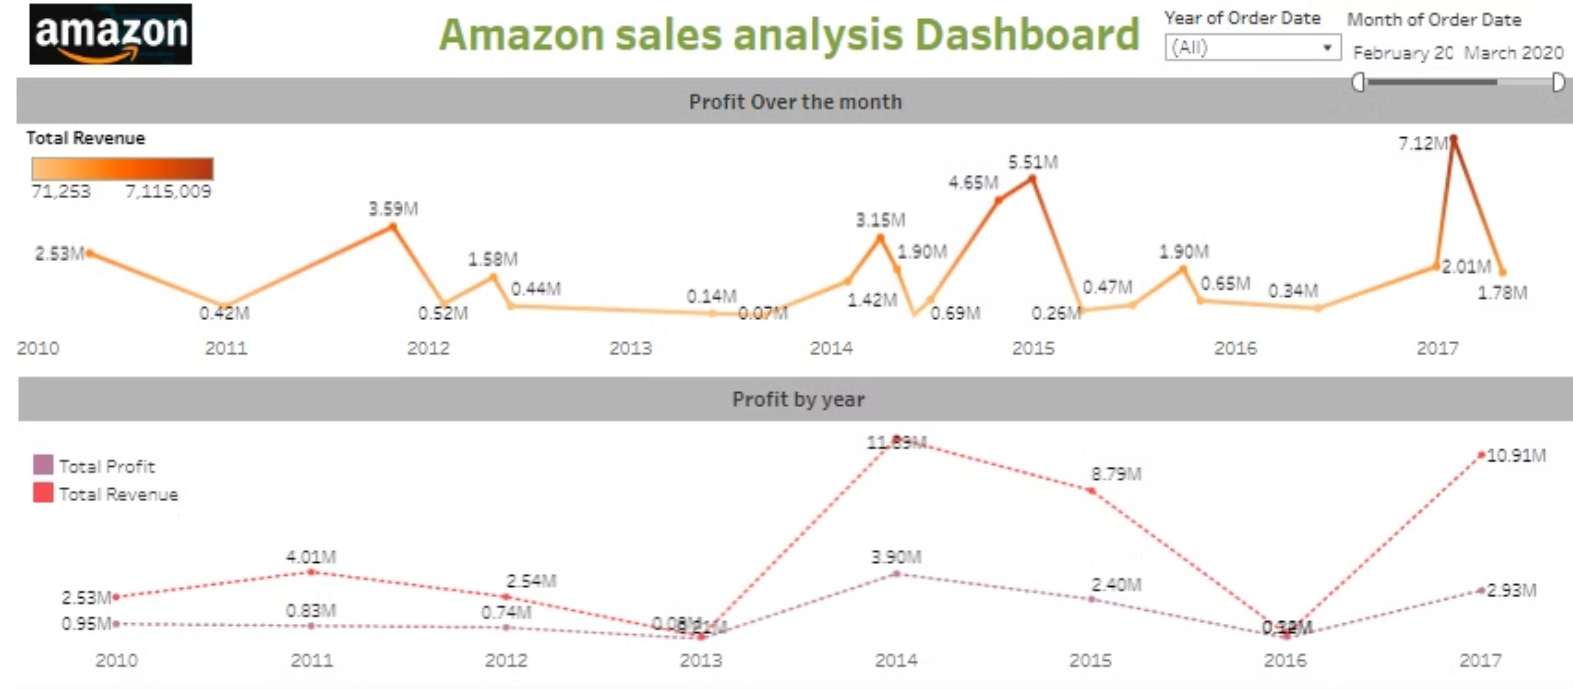 amazon
Amazon sales analysis Dashboard
Year of Order Date
(All)
Month of Order Date
February 20 March 2020
Profit Over the month
Total Revenue
71,253 7,115,009
2.53M
0.42M
3.59M
0.52M
1.58M
0.44M
0.14M
0.07M
1.42M
3.15M
1.90M
0.69M
4.65M
5.51M
0.26M
0.47M
1.90M
0.65M
0.34M
2.01M
7.12M
1.78M
2010 2011 2012 2013 2014 2015 2016 2017
Profit by year
Total Profit
Total Revenue
2.53M
4.01M
2.54M
8.79M
10.91M
0.95M
0.83M
0.74M
3.90M
2.40M
2.93M
2010 2011 2012 2013 2014 2015 2016 2017